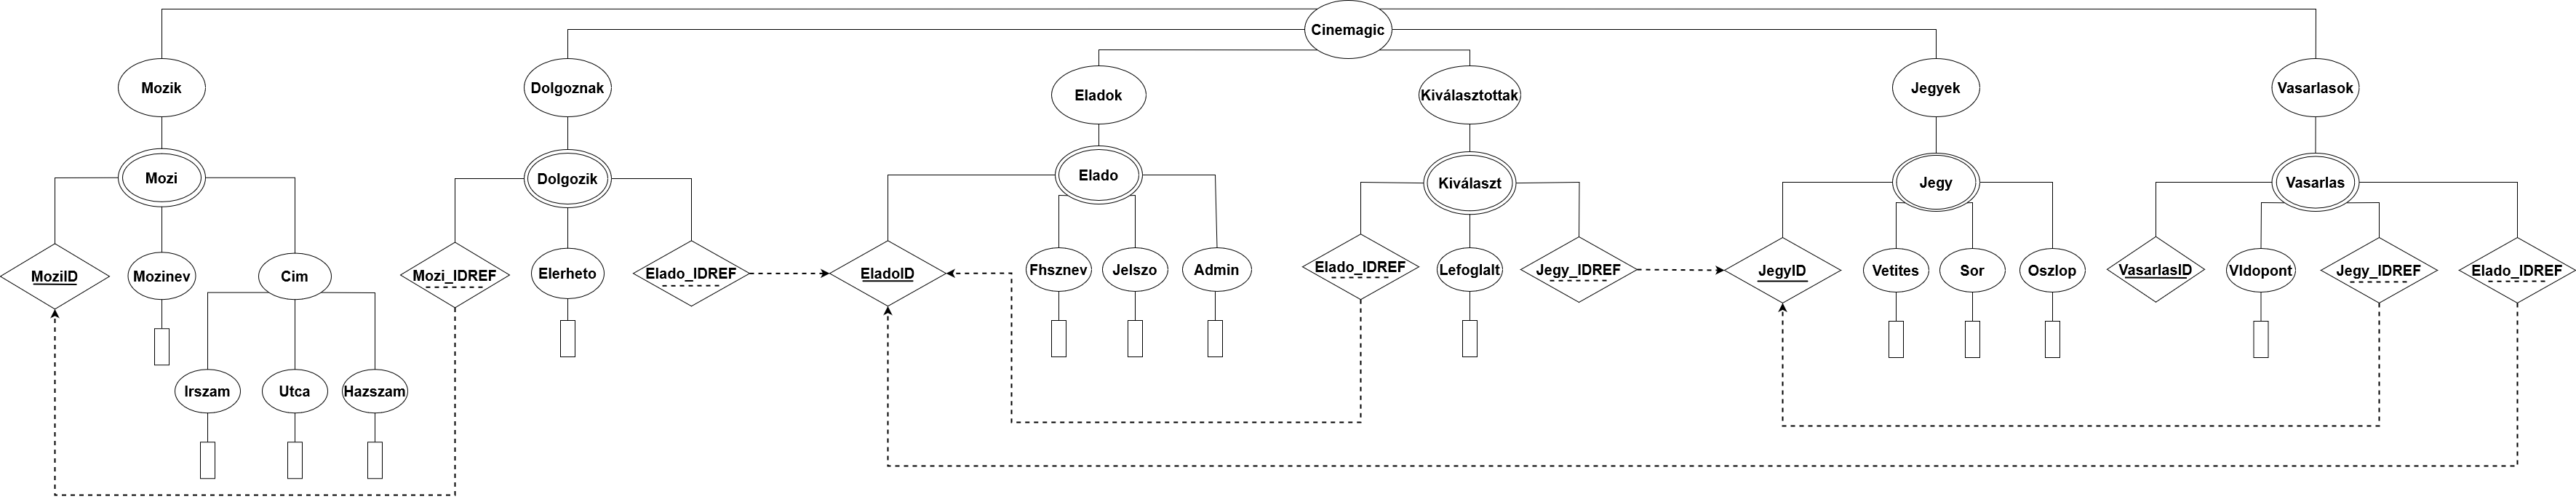 Cinemagic
Mozik
Dolgoznak
Eladok
Kiválasztottak
Jegyek
Vasarlasok
Mozi
Dolgozik
Elado
Kiválaszt
Jegy
Vasarlas
MoziID
Mozinev
Cim
Mozi_IDREF
Elerheto
Elado_IDREF
EladoID
Fhsznev
Jelszo
Admin
Elado_IDREF
Lefoglalt
Jegy_IDREF
JegyID
Vetites
Sor
Oszlop
VasarlasID
VIdopont
Jegy_IDREF
Elado_IDREF
Irszam
Utca
Hazszam